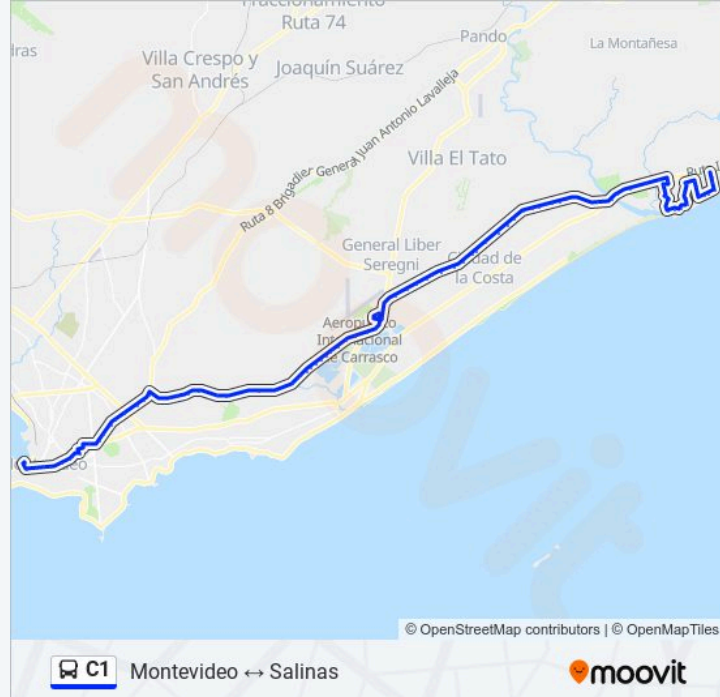 Fraccionamiento
Ruta 74
Pando
La Montañesa
dras
Villa Crespo y
San Andrés
Joaquín Suárez
General Juan Antonio Lavalleja
Villa El Tato
Ruta 8 Brigadier
General Liber
Seregni
Ciudad de
la Costa
Aeropuerto
Internacional
de Carrasco
© OpenStreetMap contributors | © OpenMapTiles
C1 Montevideo ↔ Salinas
moovit